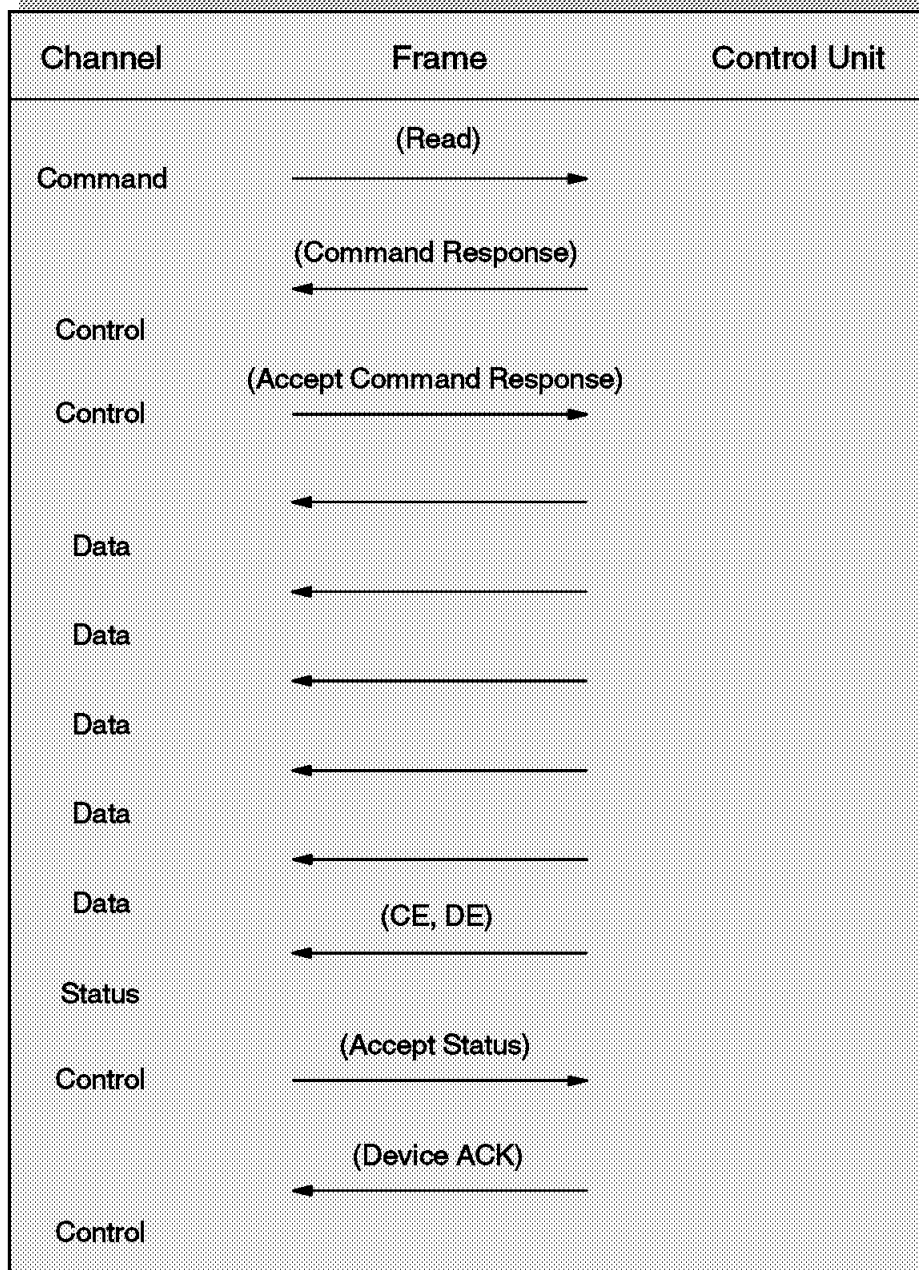 Channel Frame Control Unit
(Read)
Command
(Command Response)
Control
(Accept Command Response)
Control
Data
Data
Data
Data
Data
(CE, DE)
Status
(Accept Status)
Control
(Device ACK)
Control